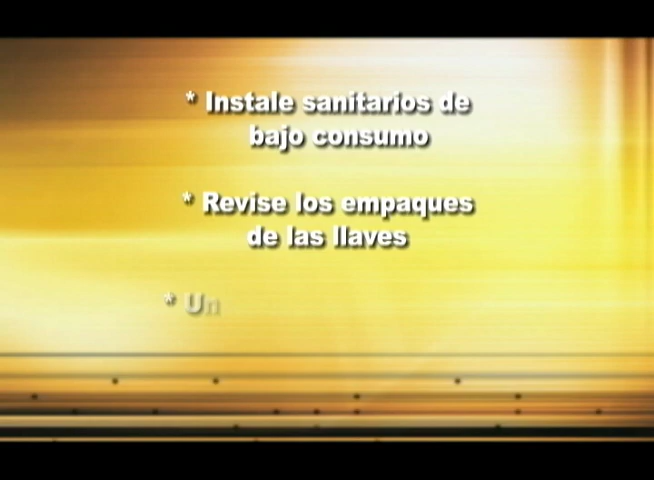 * Instale sanitarios de
bajo consumo
* Revise los empaques
de las llaves
* Un